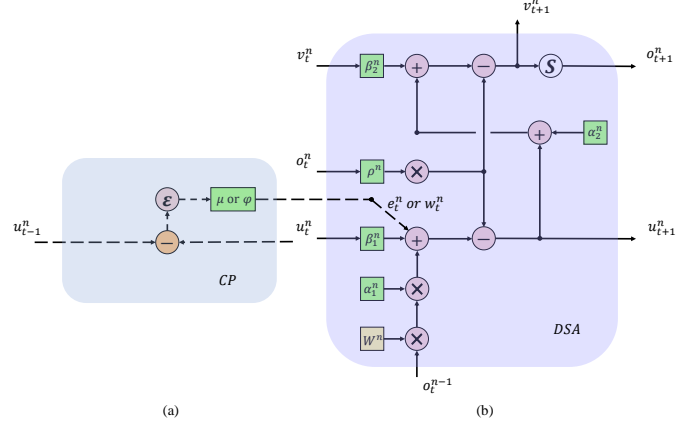 v_{t+1}^n
v_t^n β_2^n + − S o_{t+1}^n
+ α_2^n
o_t^n ρ^n ×
ε μ or φ
e_t^n or w_t^n
u_{t-1}^n − u_t^n β_1^n + − u_{t+1}^n
CP α_1^n ×
W^n × DSA
o_t^{n-1}
(a) (b)